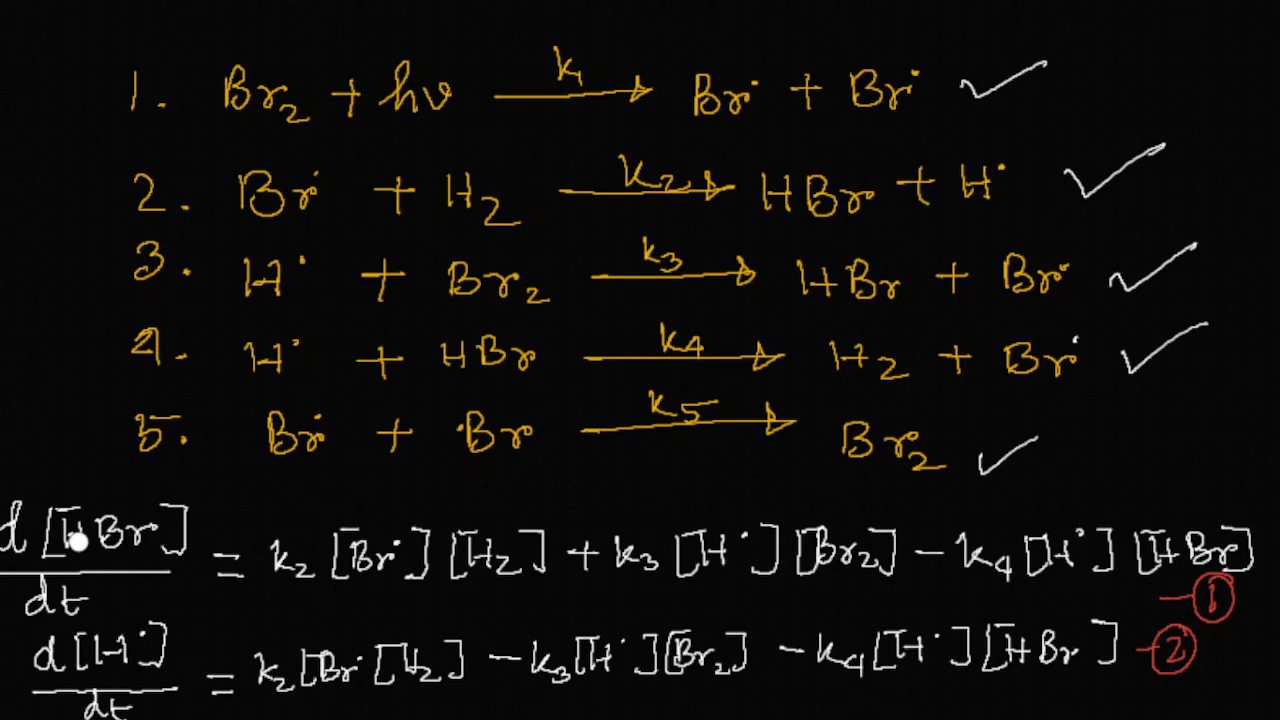 1. Br₂ + hν —k₁→ Br˙ + Br˙ ✓
2. Br˙ + H₂ —k₂→ HBr + H˙ ✓
3. H˙ + Br₂ —k₃→ HBr + Br˙ ✓
4. H˙ + HBr —k₄→ H₂ + Br˙ ✓
5. Br˙ + ˙Br —k₅→ Br₂ ✓
d[HBr]/dt = k₂[Br˙][H₂] + k₃[H˙][Br₂] − k₄[H˙][HBr] —①
d[H˙]/dt = k₂[Br˙[H₂] − k₃[H˙][Br₂] − k₄[H˙][HBr] —②